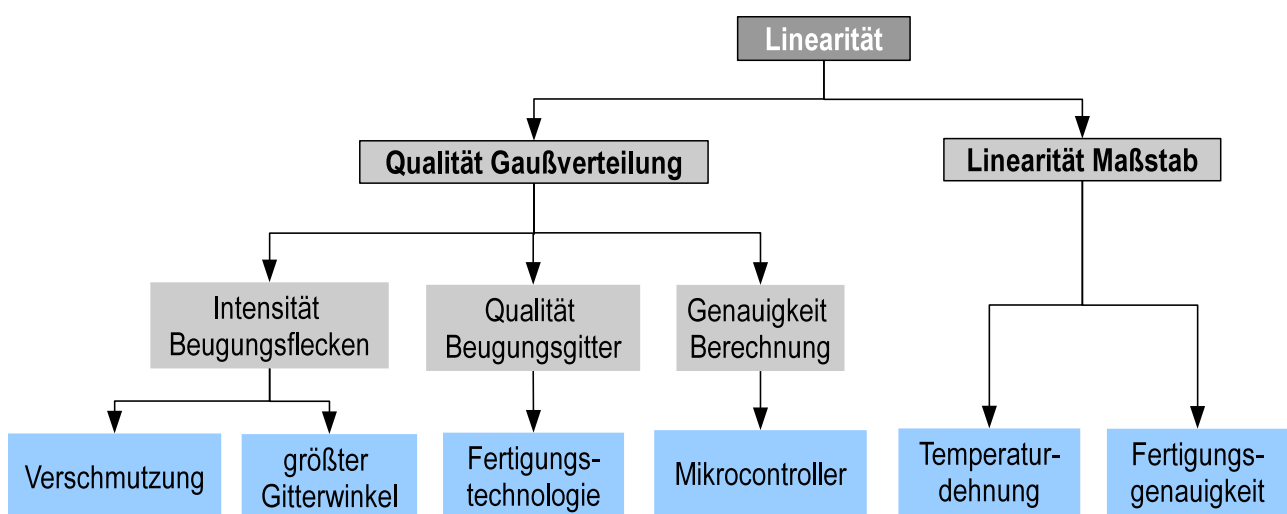 Linearität
Qualität Gaußverteilung
Linearität Maßstab
Intensität
Beugungsflecken
Qualität
Beugungsgitter
Genauigkeit
Berechnung
Verschmutzung
größter
Gitterwinkel
Fertigungs-
technologie
Mikrocontroller
Temperatur-
dehnung
Fertigungs-
genauigkeit